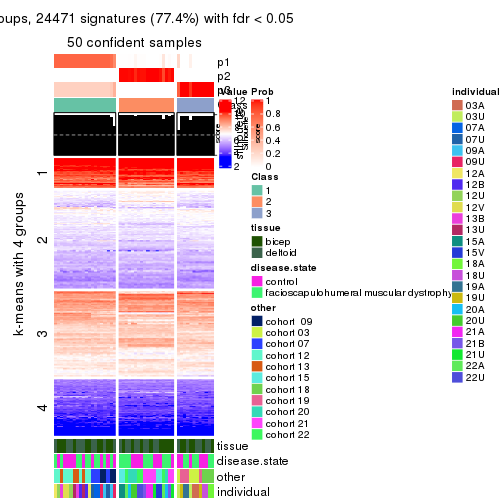 oups, 24471 signatures (77.4%) with fdr < 0.05
50 confident samples
p1
p2
k-means with 4 groups
1
2
3
4
tissue
disease.state
other
individual
Value
12
2
Prob
1
0.8
0.6
0.4
0.2
0
Class
1
2
3
tissue
bicep
deltoid
disease.state
control
facioscapulohumeral muscular dystrophy
other
cohort 09
cohort 03
cohort 07
cohort 12
cohort 13
cohort 15
cohort 18
cohort 19
cohort 20
cohort 21
cohort 22
individual
03A
03U
07A
07U
09A
09U
12A
12B
12U
12V
13B
13U
15A
15V
18A
18U
19A
19U
20A
20U
21A
21B
21U
22A
22U